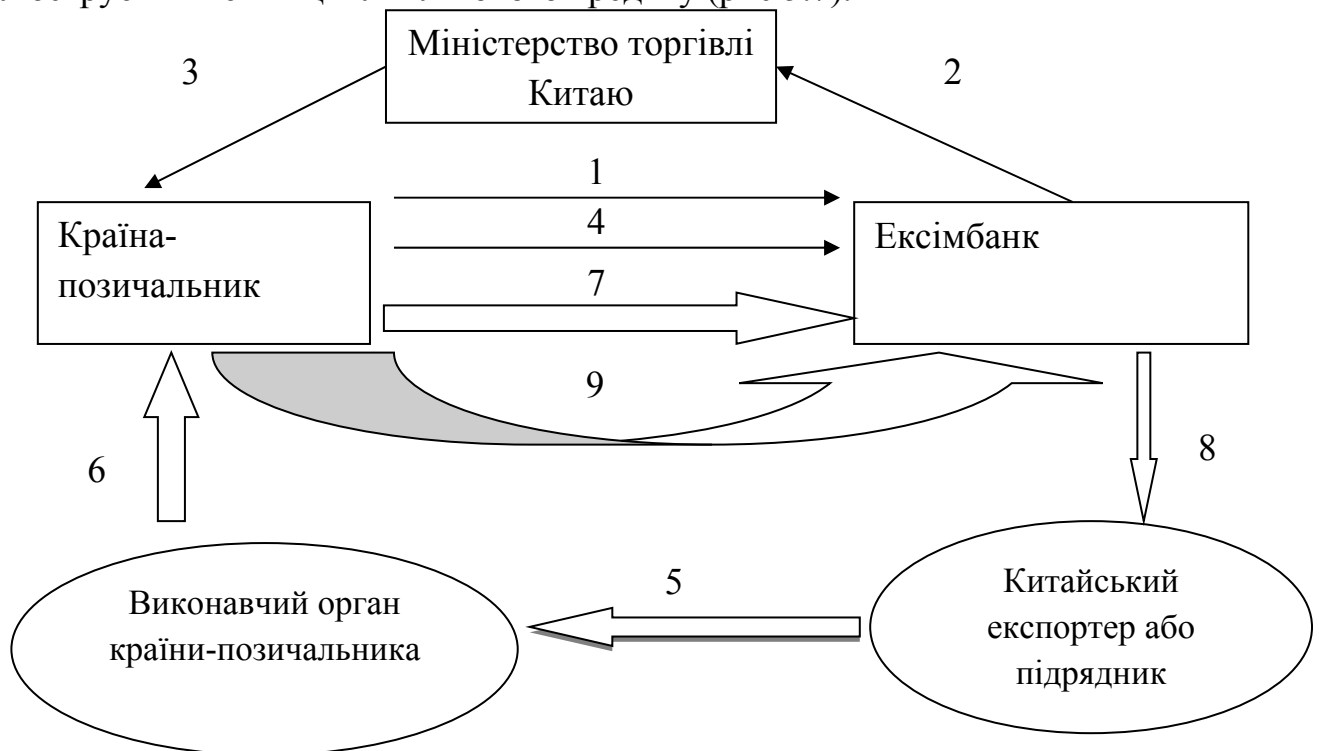 Міністерство торгівлі
Китаю
3
2
1
Країна-
позичальник
4
Ексімбанк
7
9
6
8
5
Виконавчий орган
країни-позичальника
Китайський
експортер або
підрядник